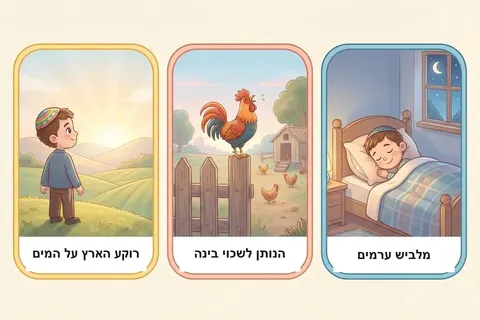 רוקע הארץ על המים
הנותן לשכוי בינה
מלביש ערמים